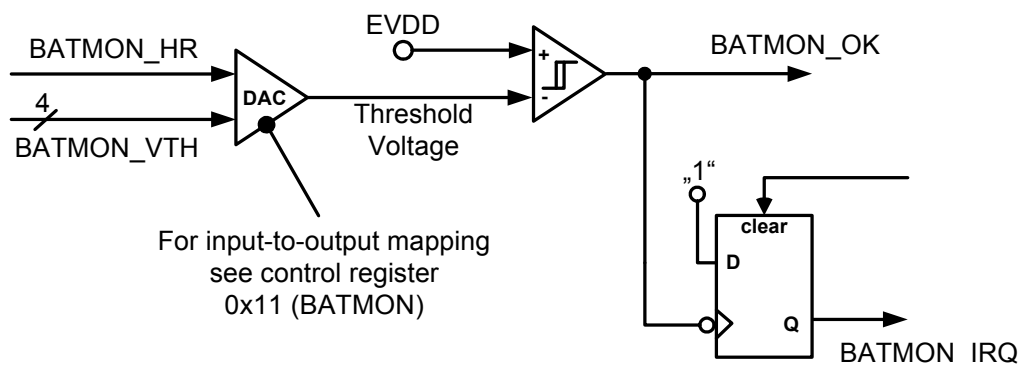 BATMON_HR
EVDD
BATMON_OK
+
DAC
-
4
BATMON_VTH
Threshold
Voltage
„1“
clear
For input-to-output mapping
see control register
0x11 (BATMON)
D
Q
BATMON_IRQ